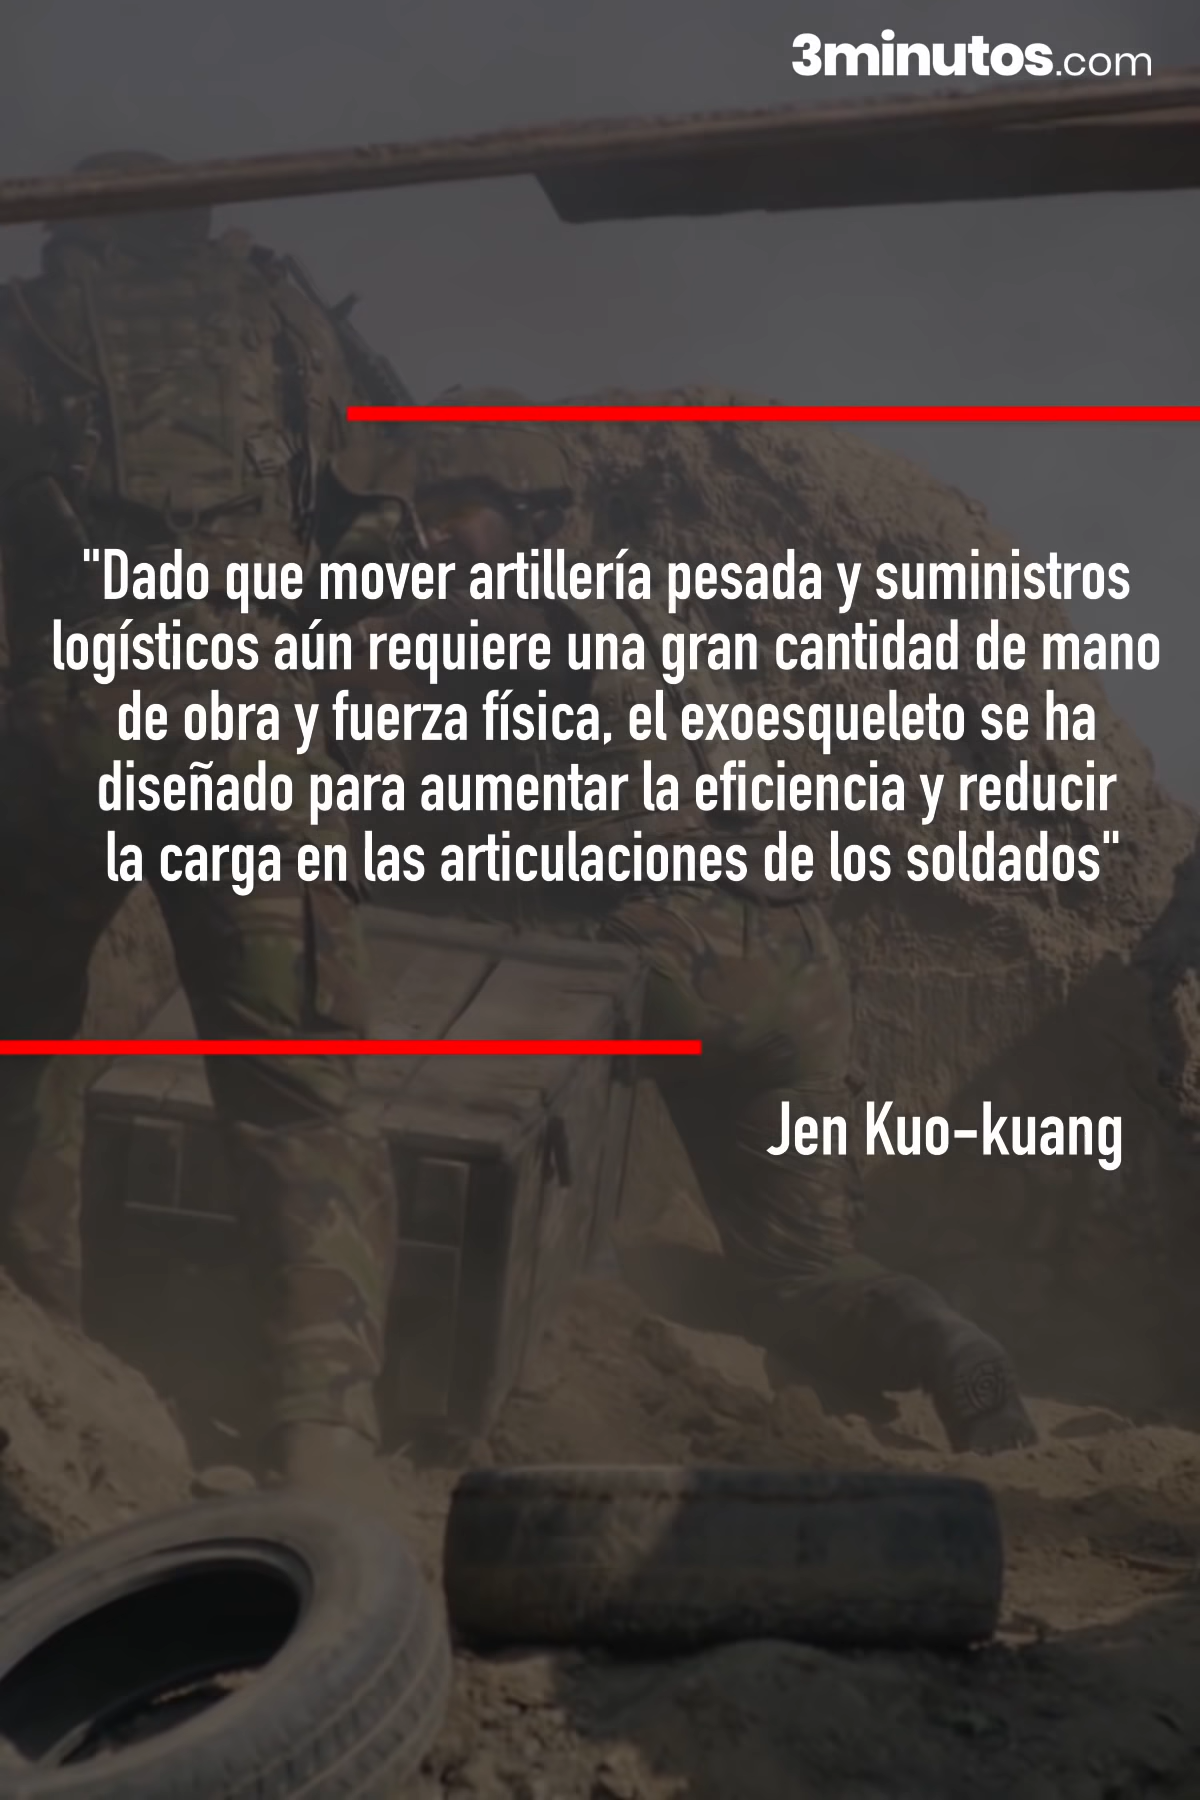 3minutos.com
"Dado que mover artillería pesada y suministros
logísticos aún requiere una gran cantidad de mano
de obra y fuerza física, el exoesqueleto se ha
diseñado para aumentar la eficiencia y reducir
la carga en las articulaciones de los soldados"
Jen Kuo-kuang